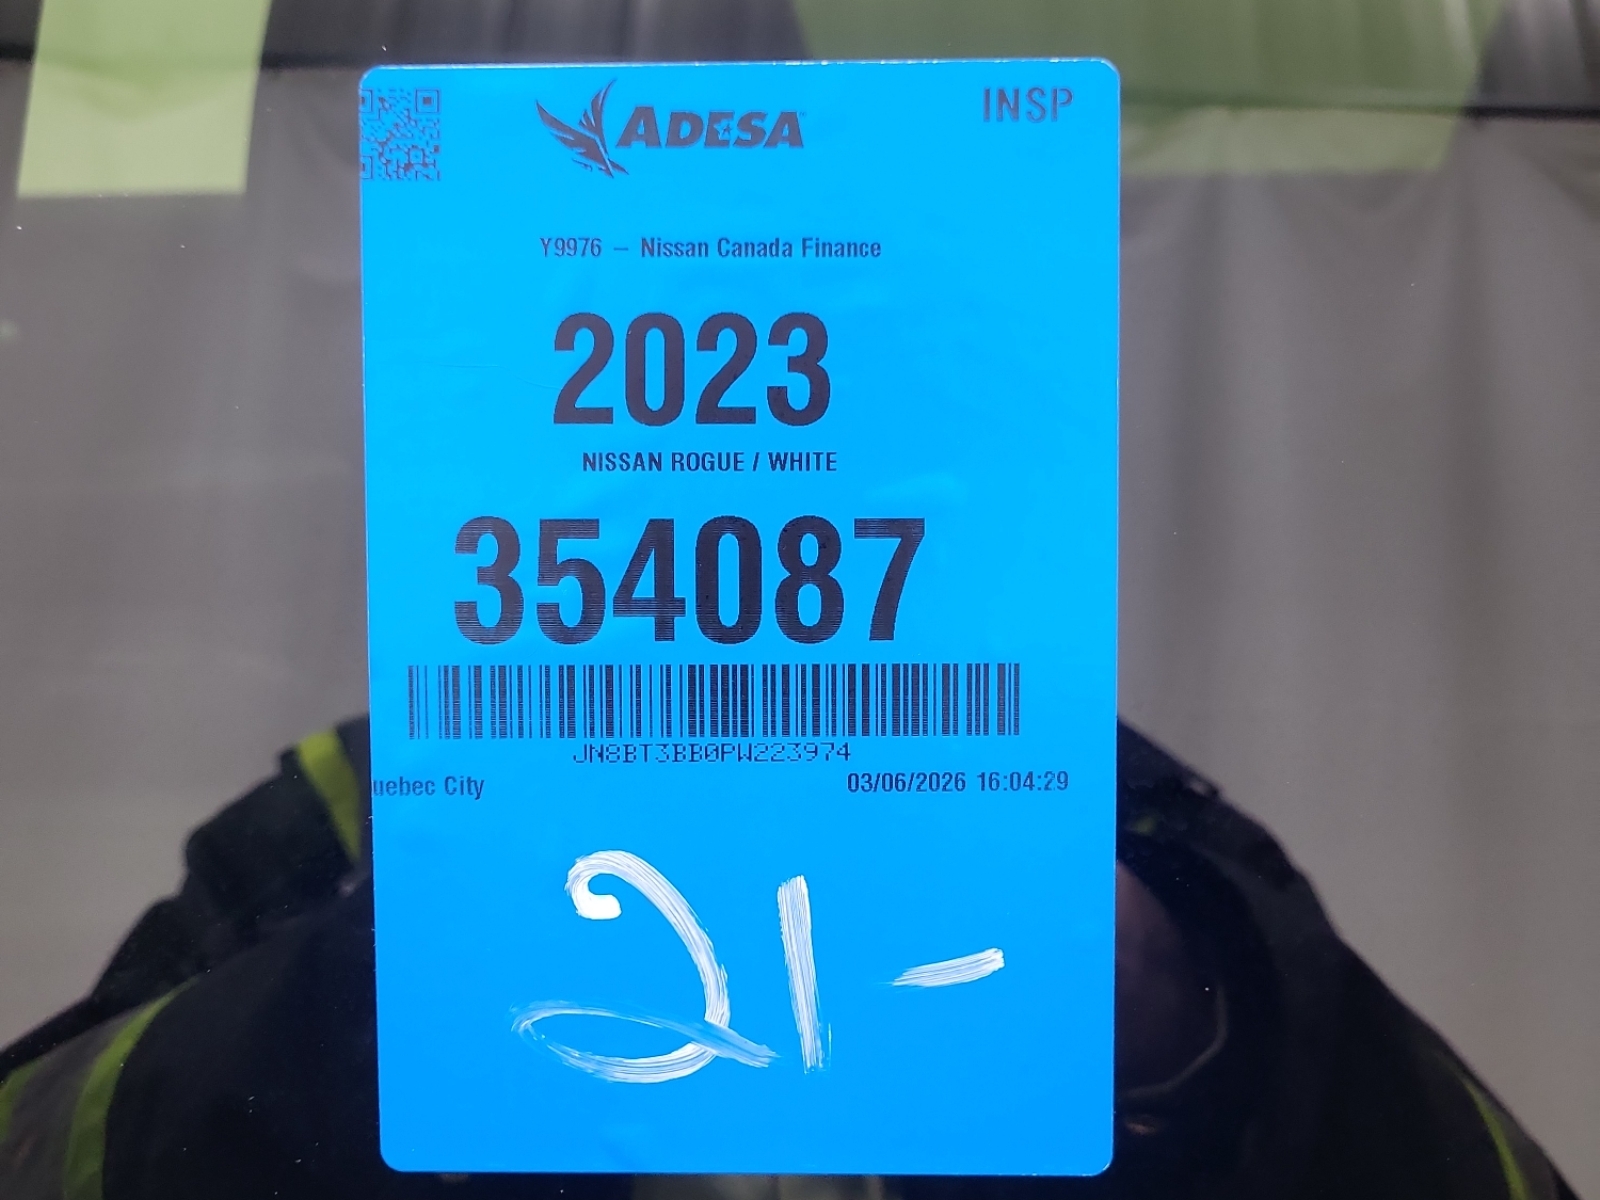 ADESA
INSP
Y9976 – Nissan Canada Finance
2023
NISSAN ROGUE / WHITE
354087
JN8BT3BB0PW223974
uebec City
03/06/2026 16:04:29
21-